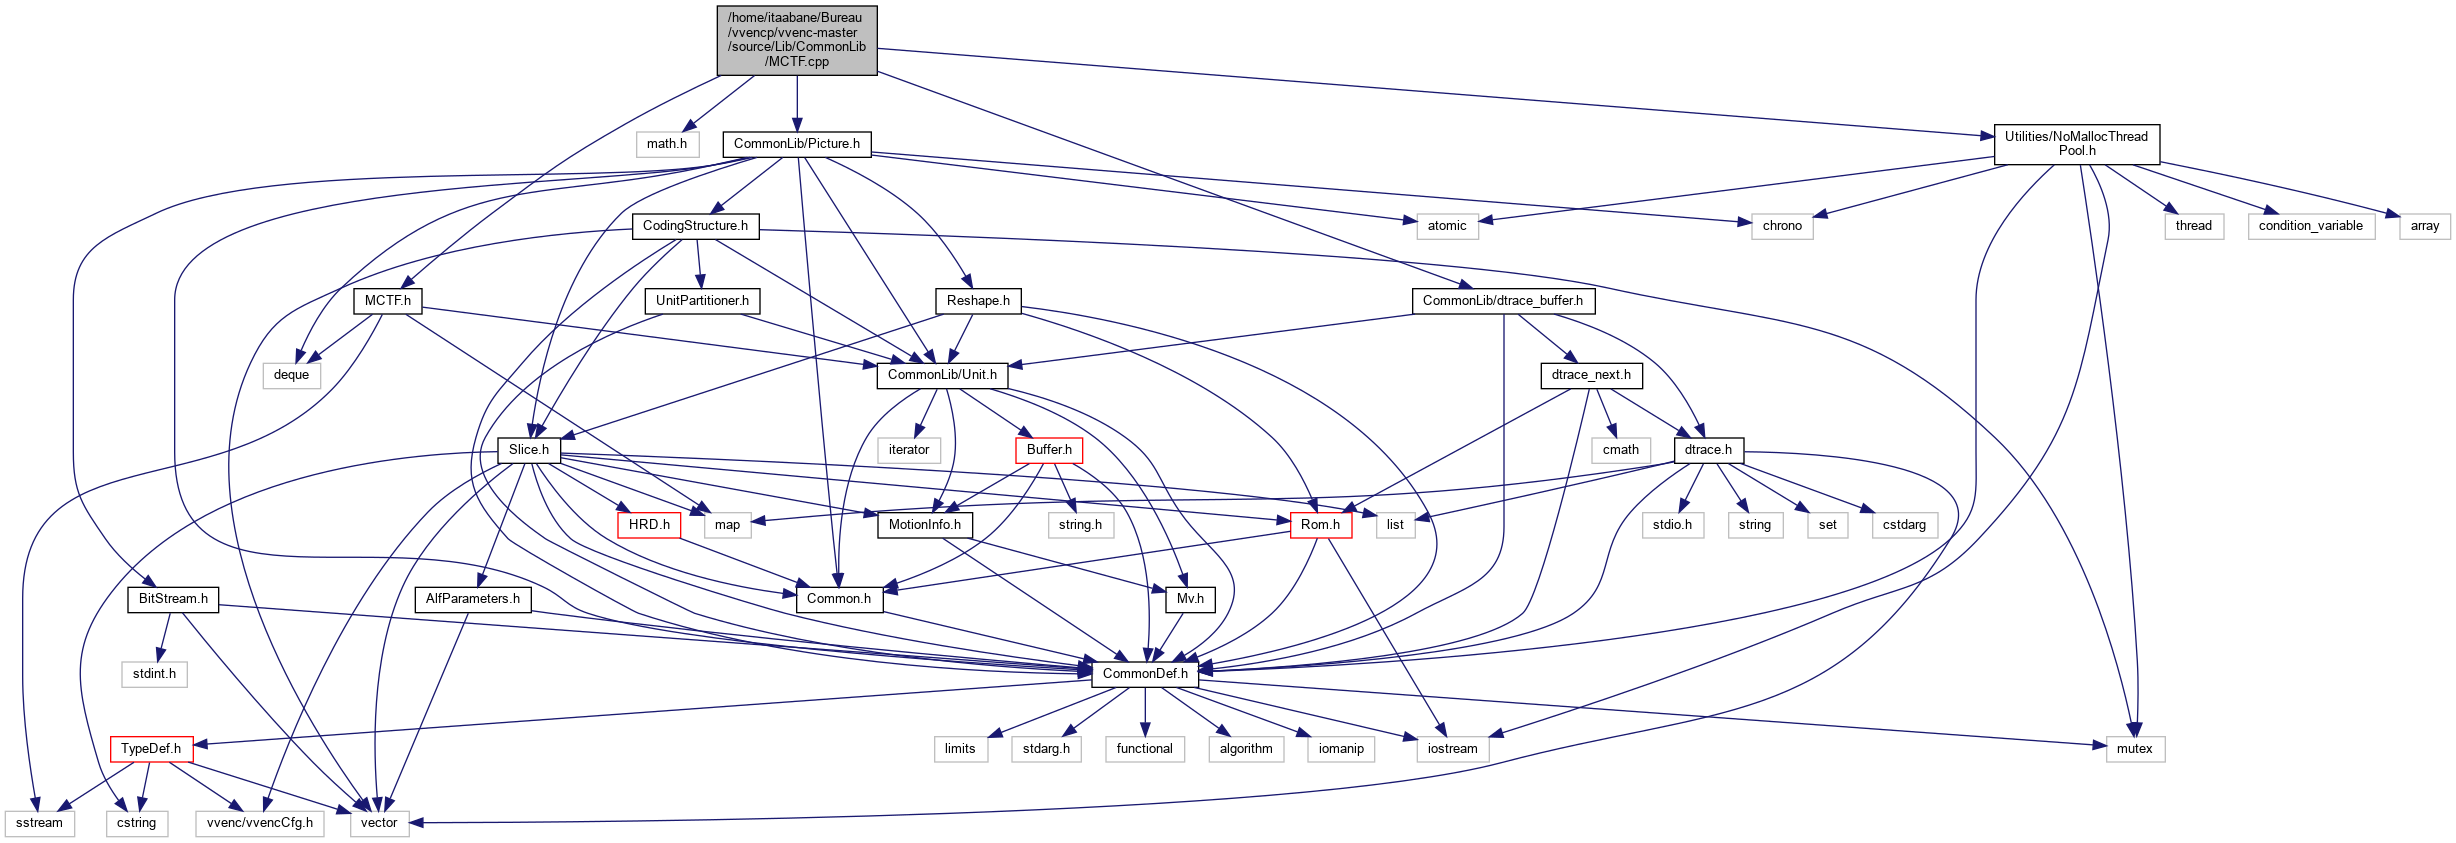 /home/itaabane/Bureau
/vvencp/vvenc-master
/source/Lib/CommonLib
/MCTF.cpp
math.h
CommonLib/Picture.h
Utilities/NoMallocThread
Pool.h
CodingStructure.h
atomic
chrono
thread
condition_variable
array
MCTF.h
UnitPartitioner.h
Reshape.h
CommonLib/dtrace_buffer.h
deque
CommonLib/Unit.h
dtrace_next.h
Slice.h
iterator
Buffer.h
cmath
dtrace.h
HRD.h
map
MotionInfo.h
string.h
Rom.h
list
stdio.h
string
set
cstdarg
BitStream.h
AlfParameters.h
Common.h
Mv.h
stdint.h
CommonDef.h
TypeDef.h
limits
stdarg.h
functional
algorithm
iomanip
iostream
mutex
sstream
cstring
vvenc/vvencCfg.h
vector